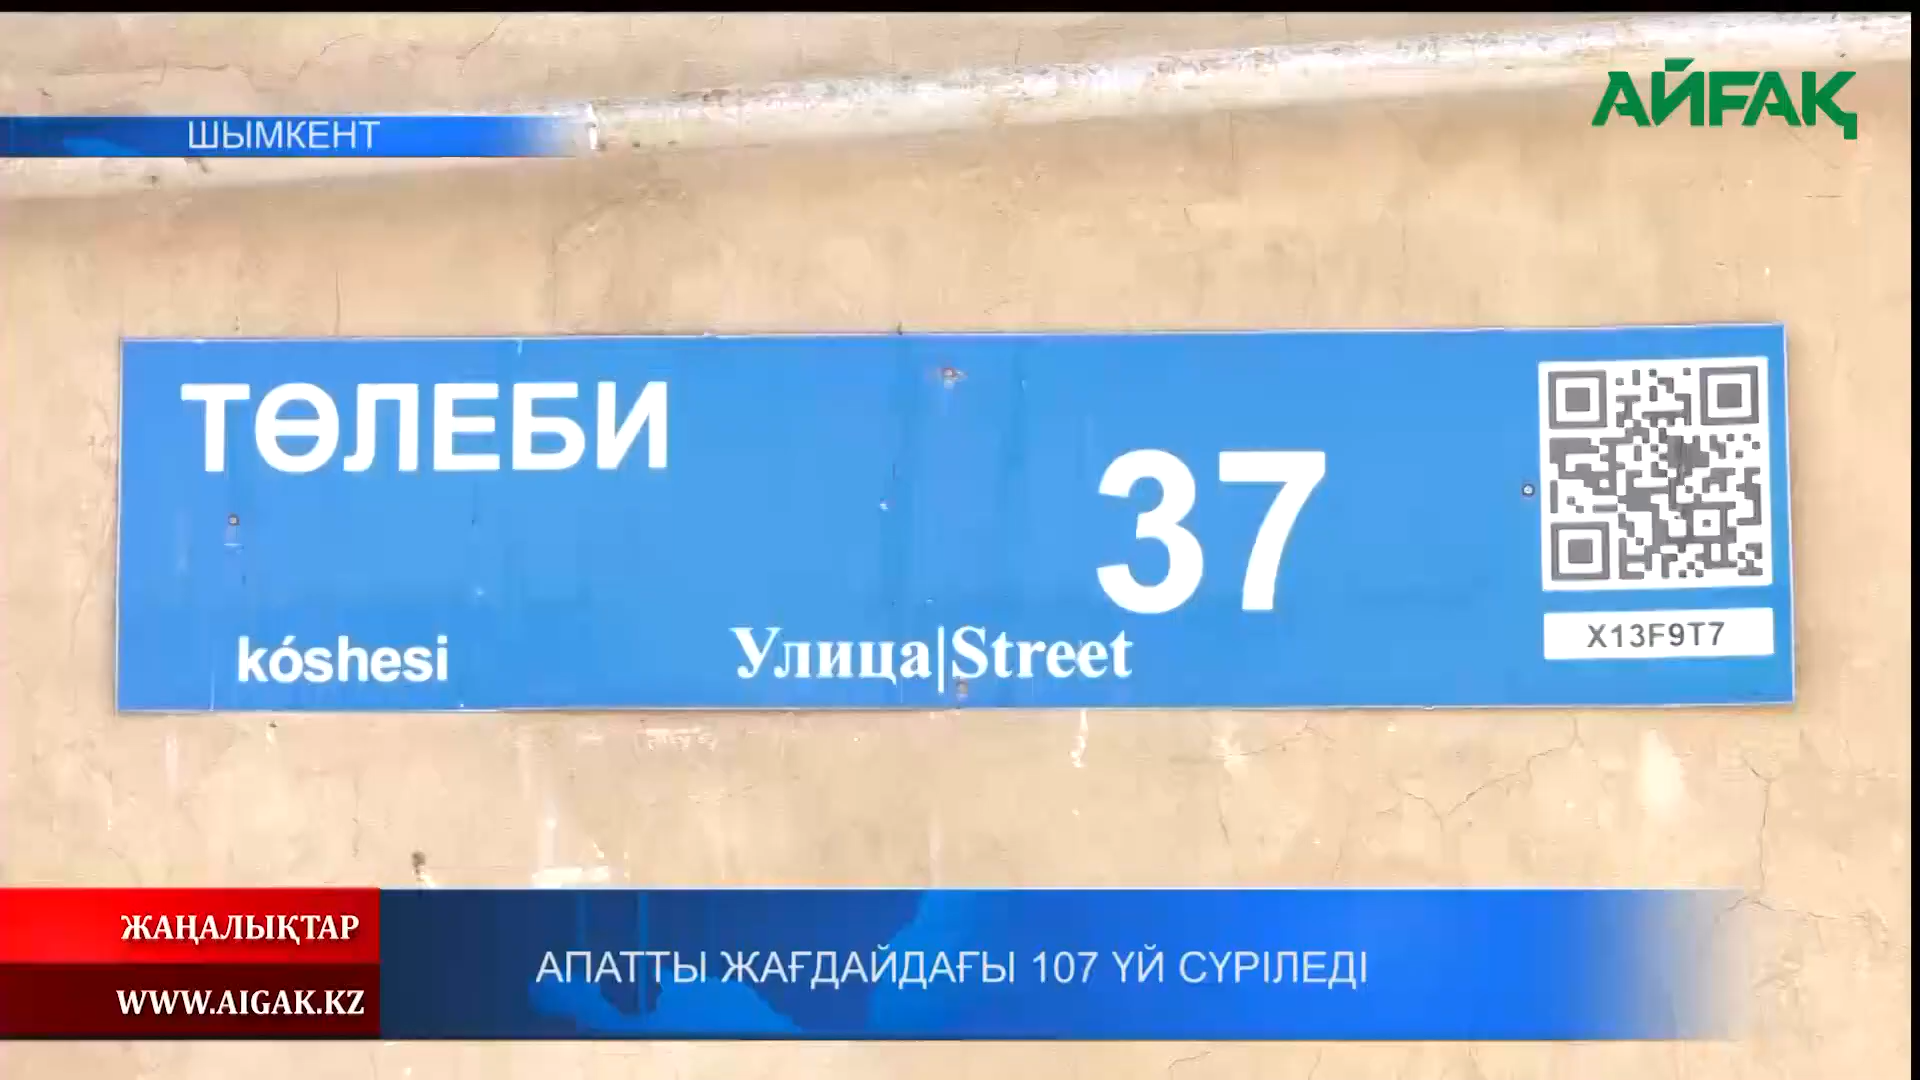 АЙҒАҚ
ШЫМКЕНТ
ТӨЛЕБИ
37
kóshesi
Улица|Street
X13F9T7
ЖАҢАЛЫҚТАР
WWW.AIGAK.KZ
АПАТТЫ ЖАҒДАЙДАҒЫ 107 ҮЙ СҮРІЛЕДІ